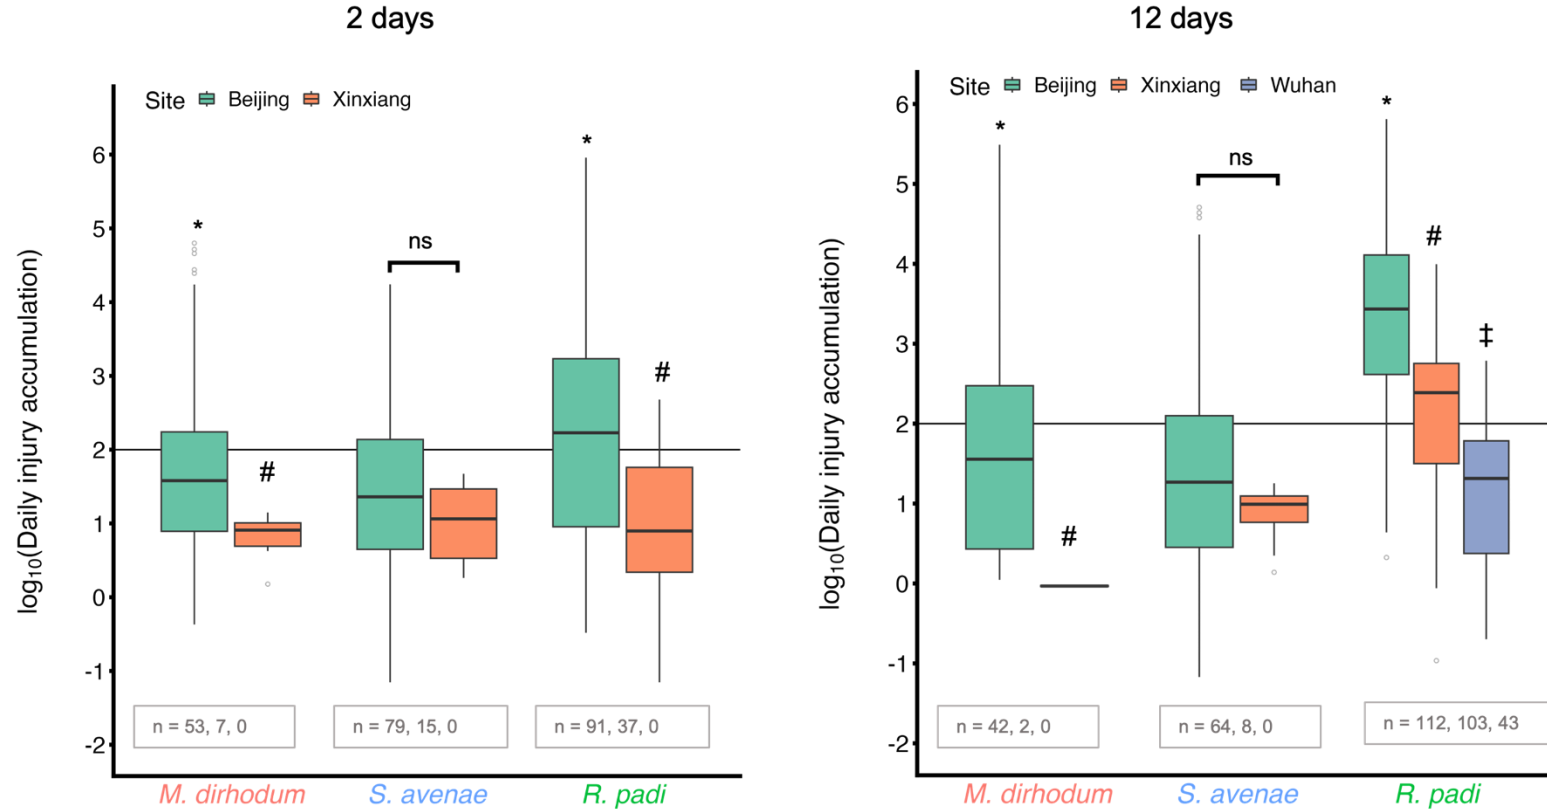 2 days
Site Beijing Xinxiang
log10(Daily injury accumulation)
6
5
4
3
2
1
0
-1
-2
*
#
ns
*
#
n = 53, 7, 0
n = 79, 15, 0
n = 91, 37, 0
M. dirhodum
S. avenae
R. padi
12 days
Site Beijing Xinxiang Wuhan
log10(Daily injury accumulation)
6
5
4
3
2
1
0
-1
-2
*
#
ns
*
#
‡
n = 42, 2, 0
n = 64, 8, 0
n = 112, 103, 43
M. dirhodum
S. avenae
R. padi